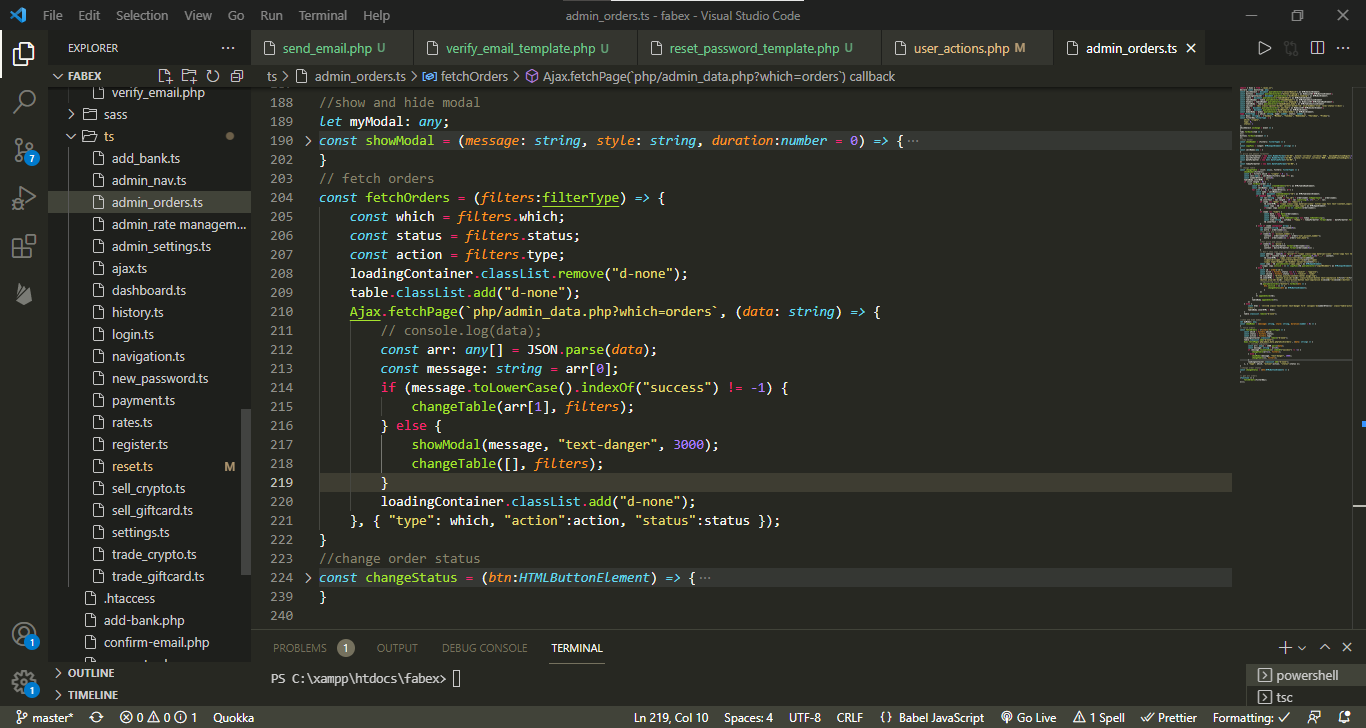 File Edit Selection View Go Run Terminal Help
admin_orders.ts - fabex - Visual Studio Code
EXPLORER
FABEX
verify_email.php
sass
ts
add_bank.ts
admin_nav.ts
admin_orders.ts
admin_rate managem...
admin_settings.ts
ajax.ts
dashboard.ts
history.ts
login.ts
navigation.ts
new_password.ts
payment.ts
rates.ts
register.ts
reset.ts M
sell_crypto.ts
sell_giftcard.ts
settings.ts
trade_crypto.ts
trade_giftcard.ts
.htaccess
add-bank.php
confirm-email.php
OUTLINE
TIMELINE
7
1
1
send_email.php U
verify_email_template.php U
reset_password_template.php U
user_actions.php M
admin_orders.ts
ts > admin_orders.ts > fetchOrders > Ajax.fetchPage(`php/admin_data.php?which=orders`) callback
188 //show and hide modal
189 let myModal: any;
190 const showModal = (message: string, style: string, duration:number = 0) => {···
202 }
203 // fetch orders
204 const fetchOrders = (filters:filterType) => {
205 const which = filters.which;
206 const status = filters.status;
207 const action = filters.type;
208 loadingContainer.classList.remove("d-none");
209 table.classList.add("d-none");
210 Ajax.fetchPage(`php/admin_data.php?which=orders`, (data: string) => {
211 // console.log(data);
212 const arr: any[] = JSON.parse(data);
213 const message: string = arr[0];
214 if (message.toLowerCase().indexOf("success") != -1) {
215 changeTable(arr[1], filters);
216 } else {
217 showModal(message, "text-danger", 3000);
218 changeTable([], filters);
219 }
220 loadingContainer.classList.add("d-none");
221 }, { "type": which, "action":action, "status":status });
222 }
223 //change order status
224 const changeStatus = (btn:HTMLButtonElement) => {···
239 }
240
PROBLEMS 1 OUTPUT DEBUG CONSOLE TERMINAL
PS C:\xampp\htdocs\fabex>
powershell
tsc
master* 0 0 1 Quokka
Ln 219, Col 10 Spaces: 4 UTF-8 CRLF {} Babel JavaScript Go Live 1 Spell Prettier Formatting: ✓